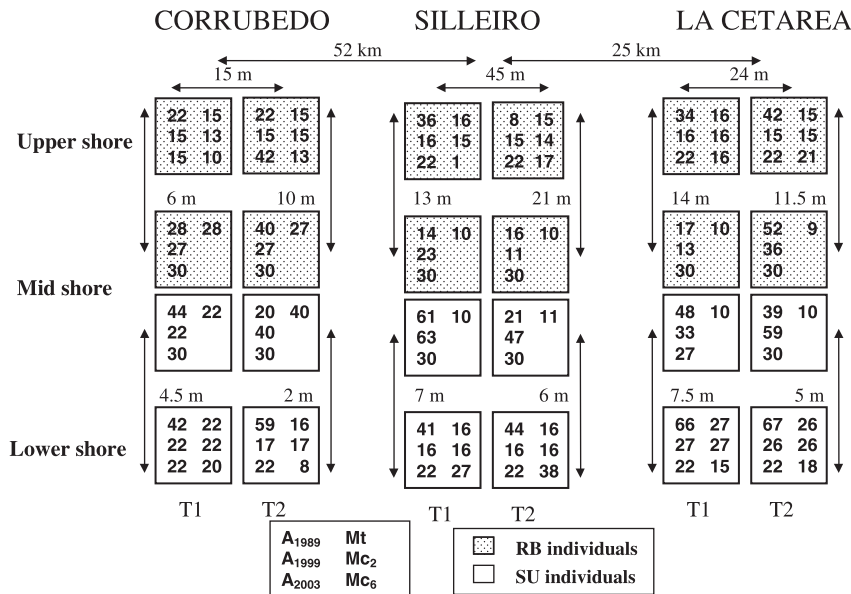 CORRUBEDO SILLEIRO LA CETAREA
52 km 25 km
15 m 45 m 24 m
Upper shore
22 15 22 15 36 16 8 15 34 16 42 15
15 13 15 15 16 15 15 14 16 16 15 15
15 10 42 13 22 1 22 17 22 16 22 21
6 m 10 m 13 m 21 m 14 m 11.5 m
28 28 40 27 14 10 16 10 17 10 52 9
27 27 23 11 13 36
30 30 30 30 30 30
Mid shore
44 22 20 40 61 10 21 11 48 10 39 10
22 40 63 47 33 59
30 30 30 30 27 30
4.5 m 2 m 7 m 6 m 7.5 m 5 m
Lower shore
42 22 59 16 41 16 44 16 66 27 67 26
22 22 17 17 16 16 16 16 27 27 26 26
22 20 22 8 22 27 22 38 22 15 22 18
T1 T2 T1 T2 T1 T2
A1989 Mt
A1999 Mc2
A2003 Mc6
RB individuals
SU individuals